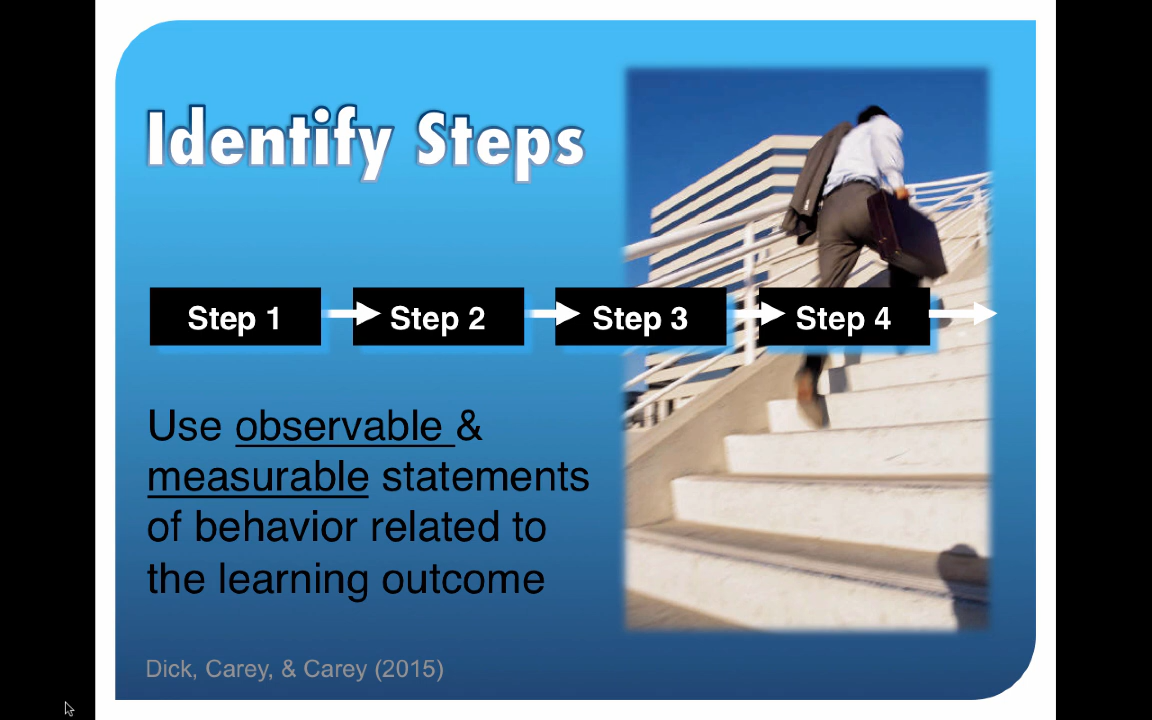 Identify Steps
Step 1
Step 2
Step 3
Step 4
Use observable &
measurable statements
of behavior related to
the learning outcome
Dick, Carey, & Carey (2015)